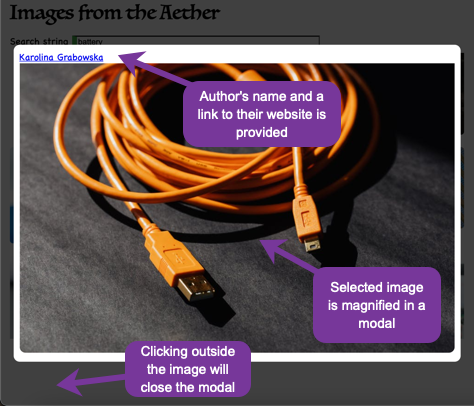 Images from the Aether
Search string battery
Karolina Grabowska
Author's name and a
link to their website is
provided
Selected image
is magnified in a
modal
Clicking outside
the image will
close the modal